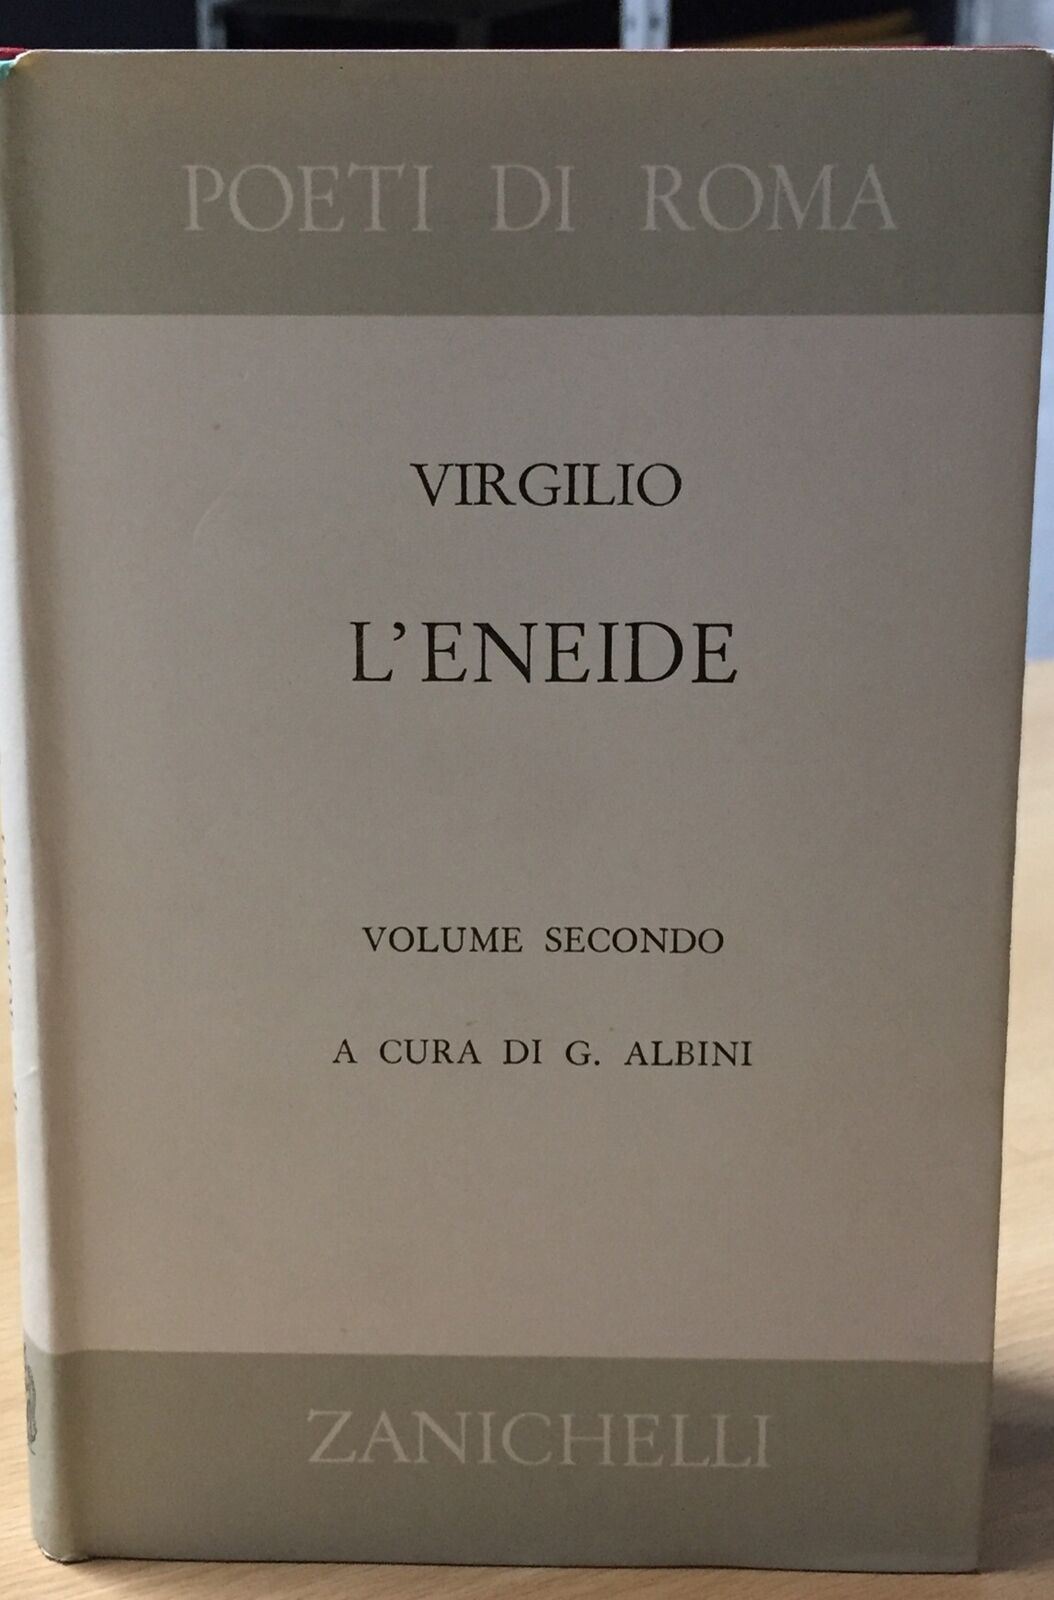 POETI DI ROMA
VIRGILIO
L'ENEIDE
VOLUME SECONDO
A CURA DI G. ALBINI
ZANICHELLI